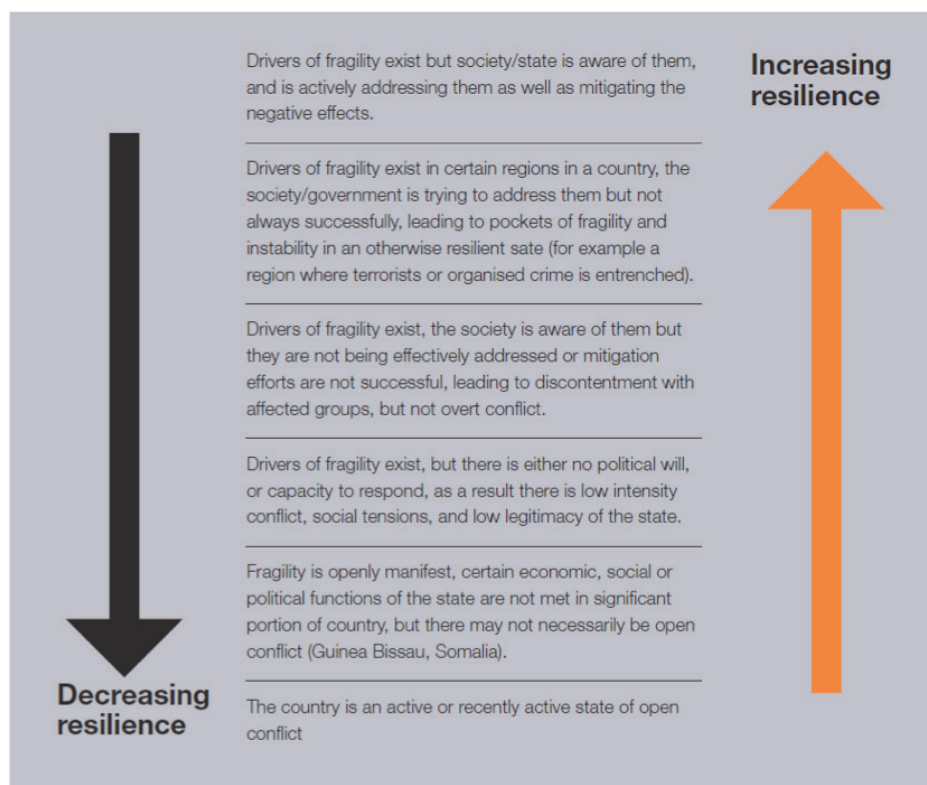 Drivers of fragility exist but society/state is aware of them,
and is actively addressing them as well as mitigating the
negative effects.
Increasing
resilience
Drivers of fragility exist in certain regions in a country, the
society/government is trying to address them but not
always successfully, leading to pockets of fragility and
instability in an otherwise resilient sate (for example a
region where terrorists or organised crime is entrenched).
Drivers of fragility exist, the society is aware of them but
they are not being effectively addressed or mitigation
efforts are not successful, leading to discontentment with
affected groups, but not overt conflict.
Drivers of fragility exist, but there is either no political will,
or capacity to respond, as a result there is low intensity
conflict, social tensions, and low legitimacy of the state.
Fragility is openly manifest, certain economic, social or
political functions of the state are not met in significant
portion of country, but there may not necessarily be open
conflict (Guinea Bissau, Somalia).
Decreasing
resilience
The country is an active or recently active state of open
conflict